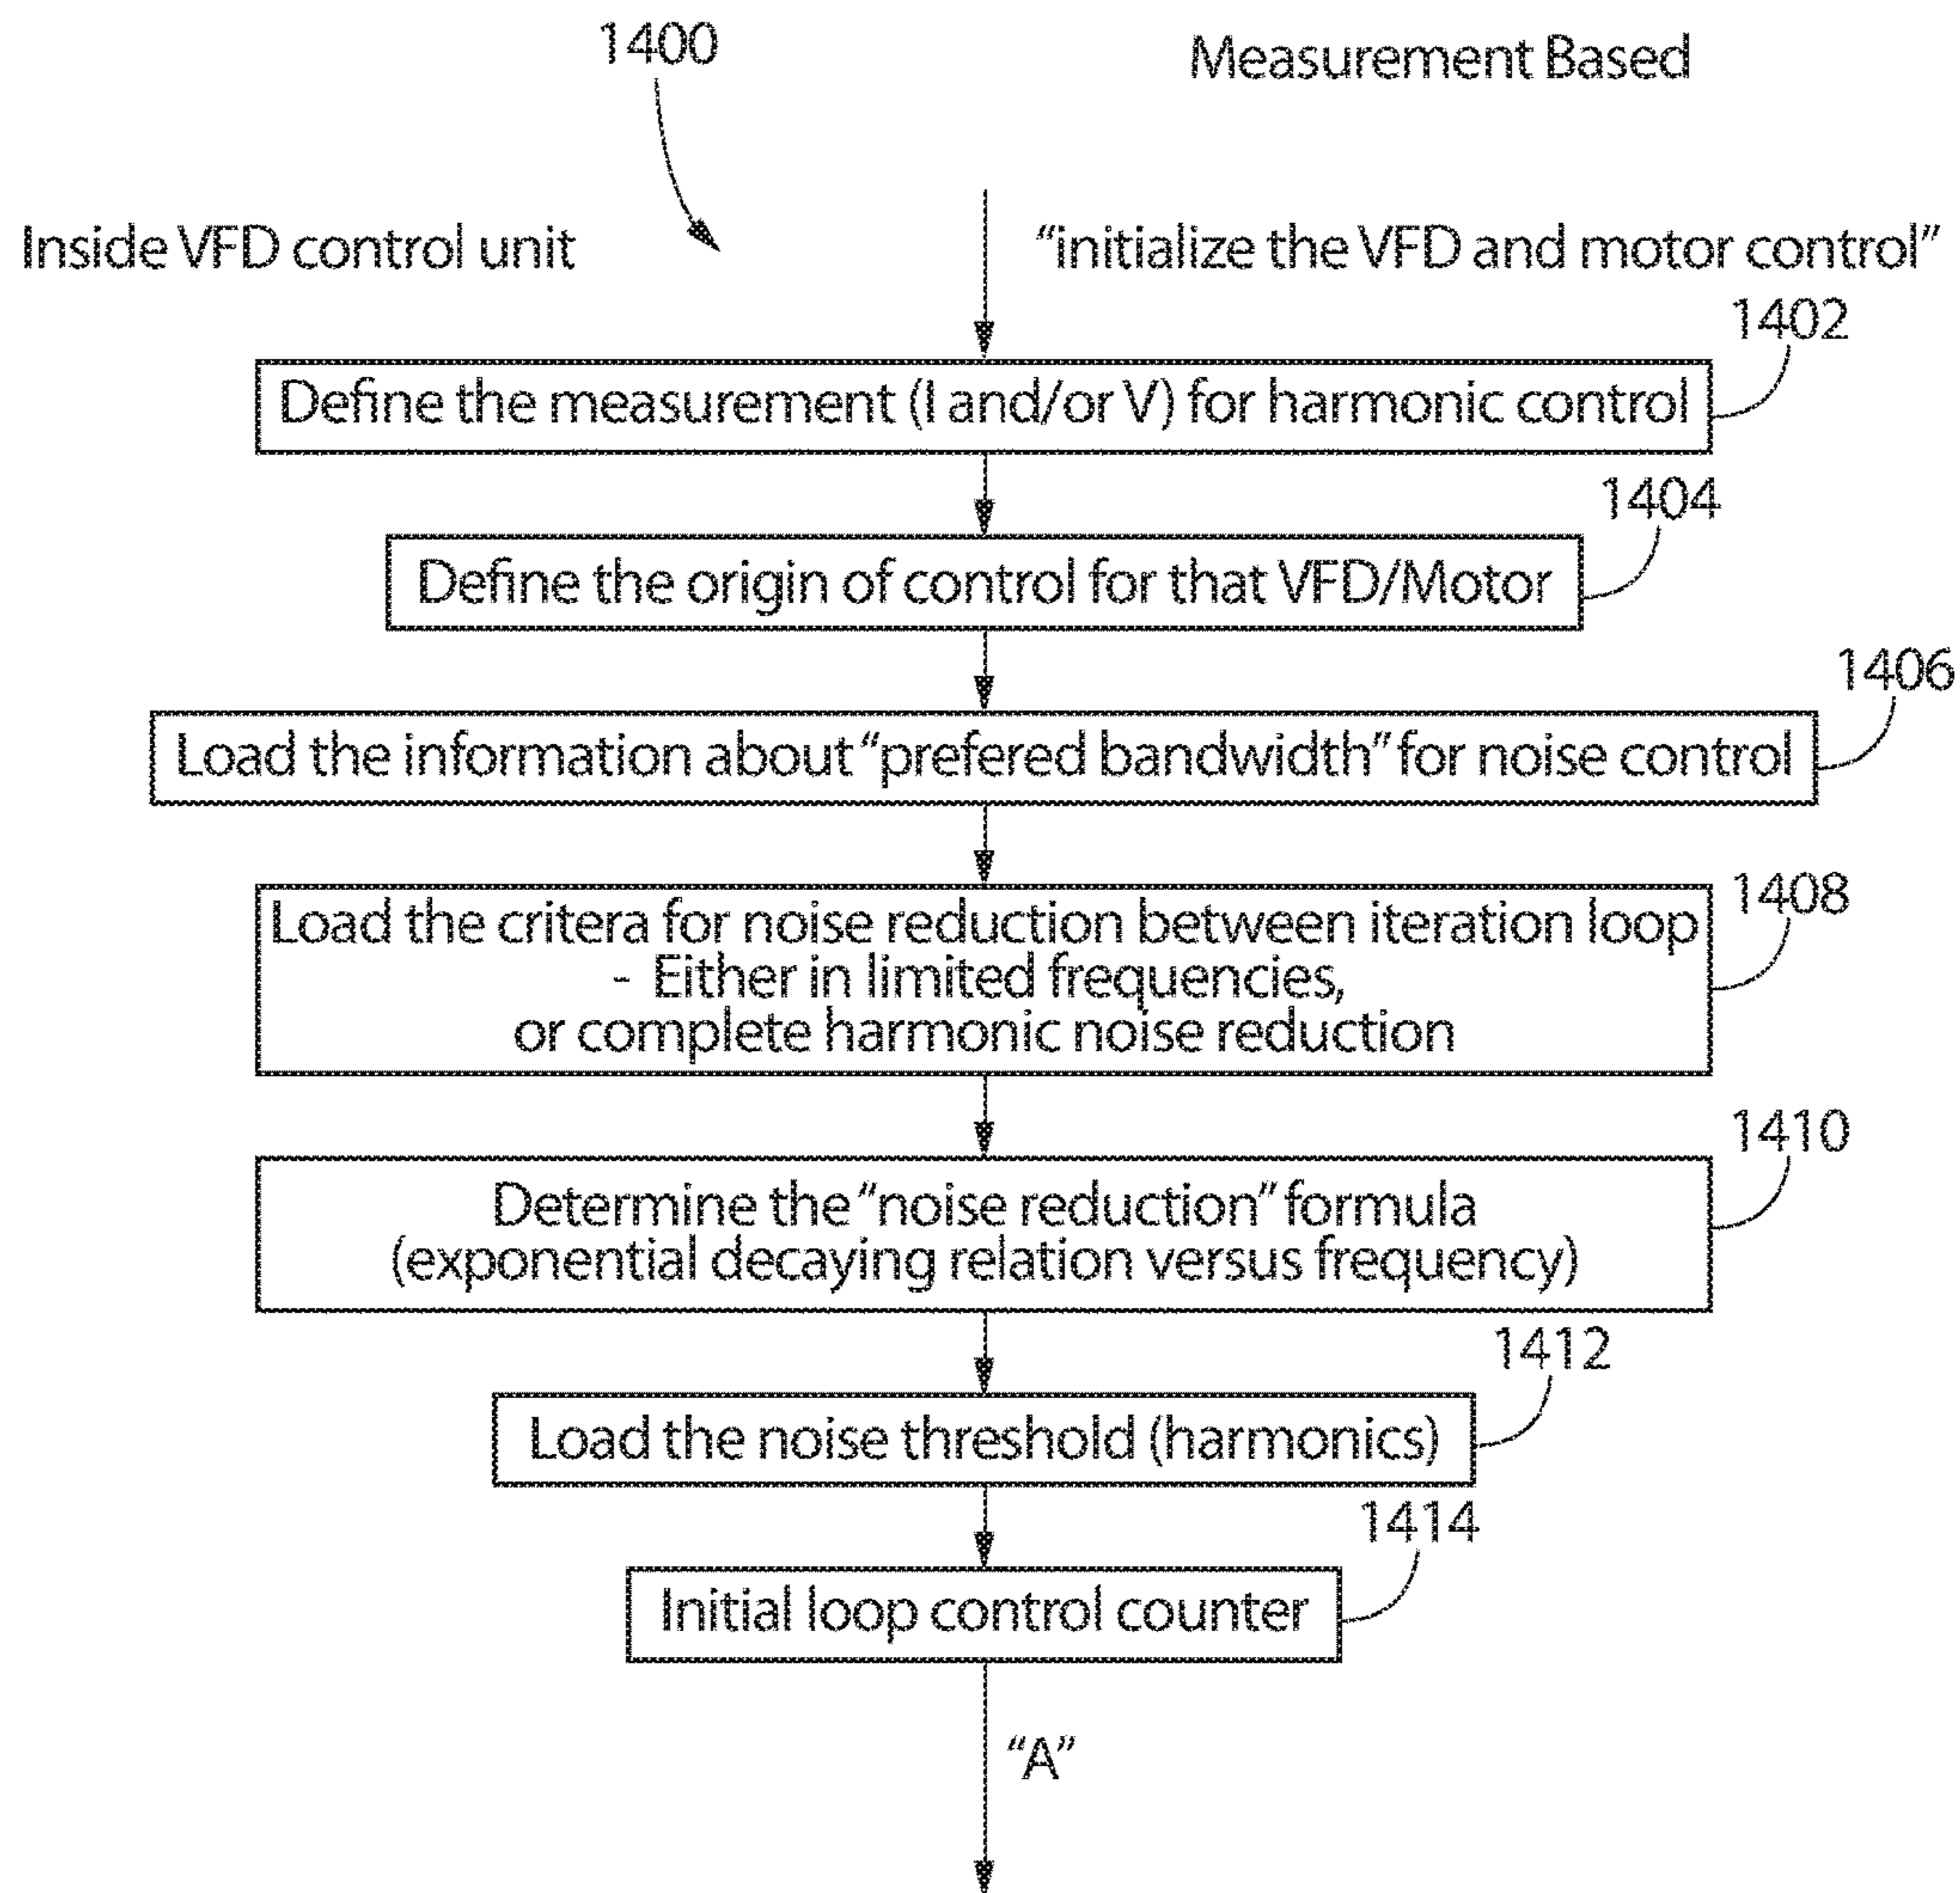 1400
Measurement Based
Inside VFD control unit
“initialize the VFD and motor control”
1402
Define the measurement (I and/or V) for harmonic control
1404
Define the origin of control for that VFD/Motor
1406
Load the information about “prefered bandwidth” for noise control
1408
Load the critera for noise reduction between iteration loop
- Either in limited frequencies,
or complete harmonic noise reduction
1410
Determine the “noise reduction” formula
(exponential decaying relation versus frequency)
1412
Load the noise threshold (harmonics)
1414
Initial loop control counter
“A”